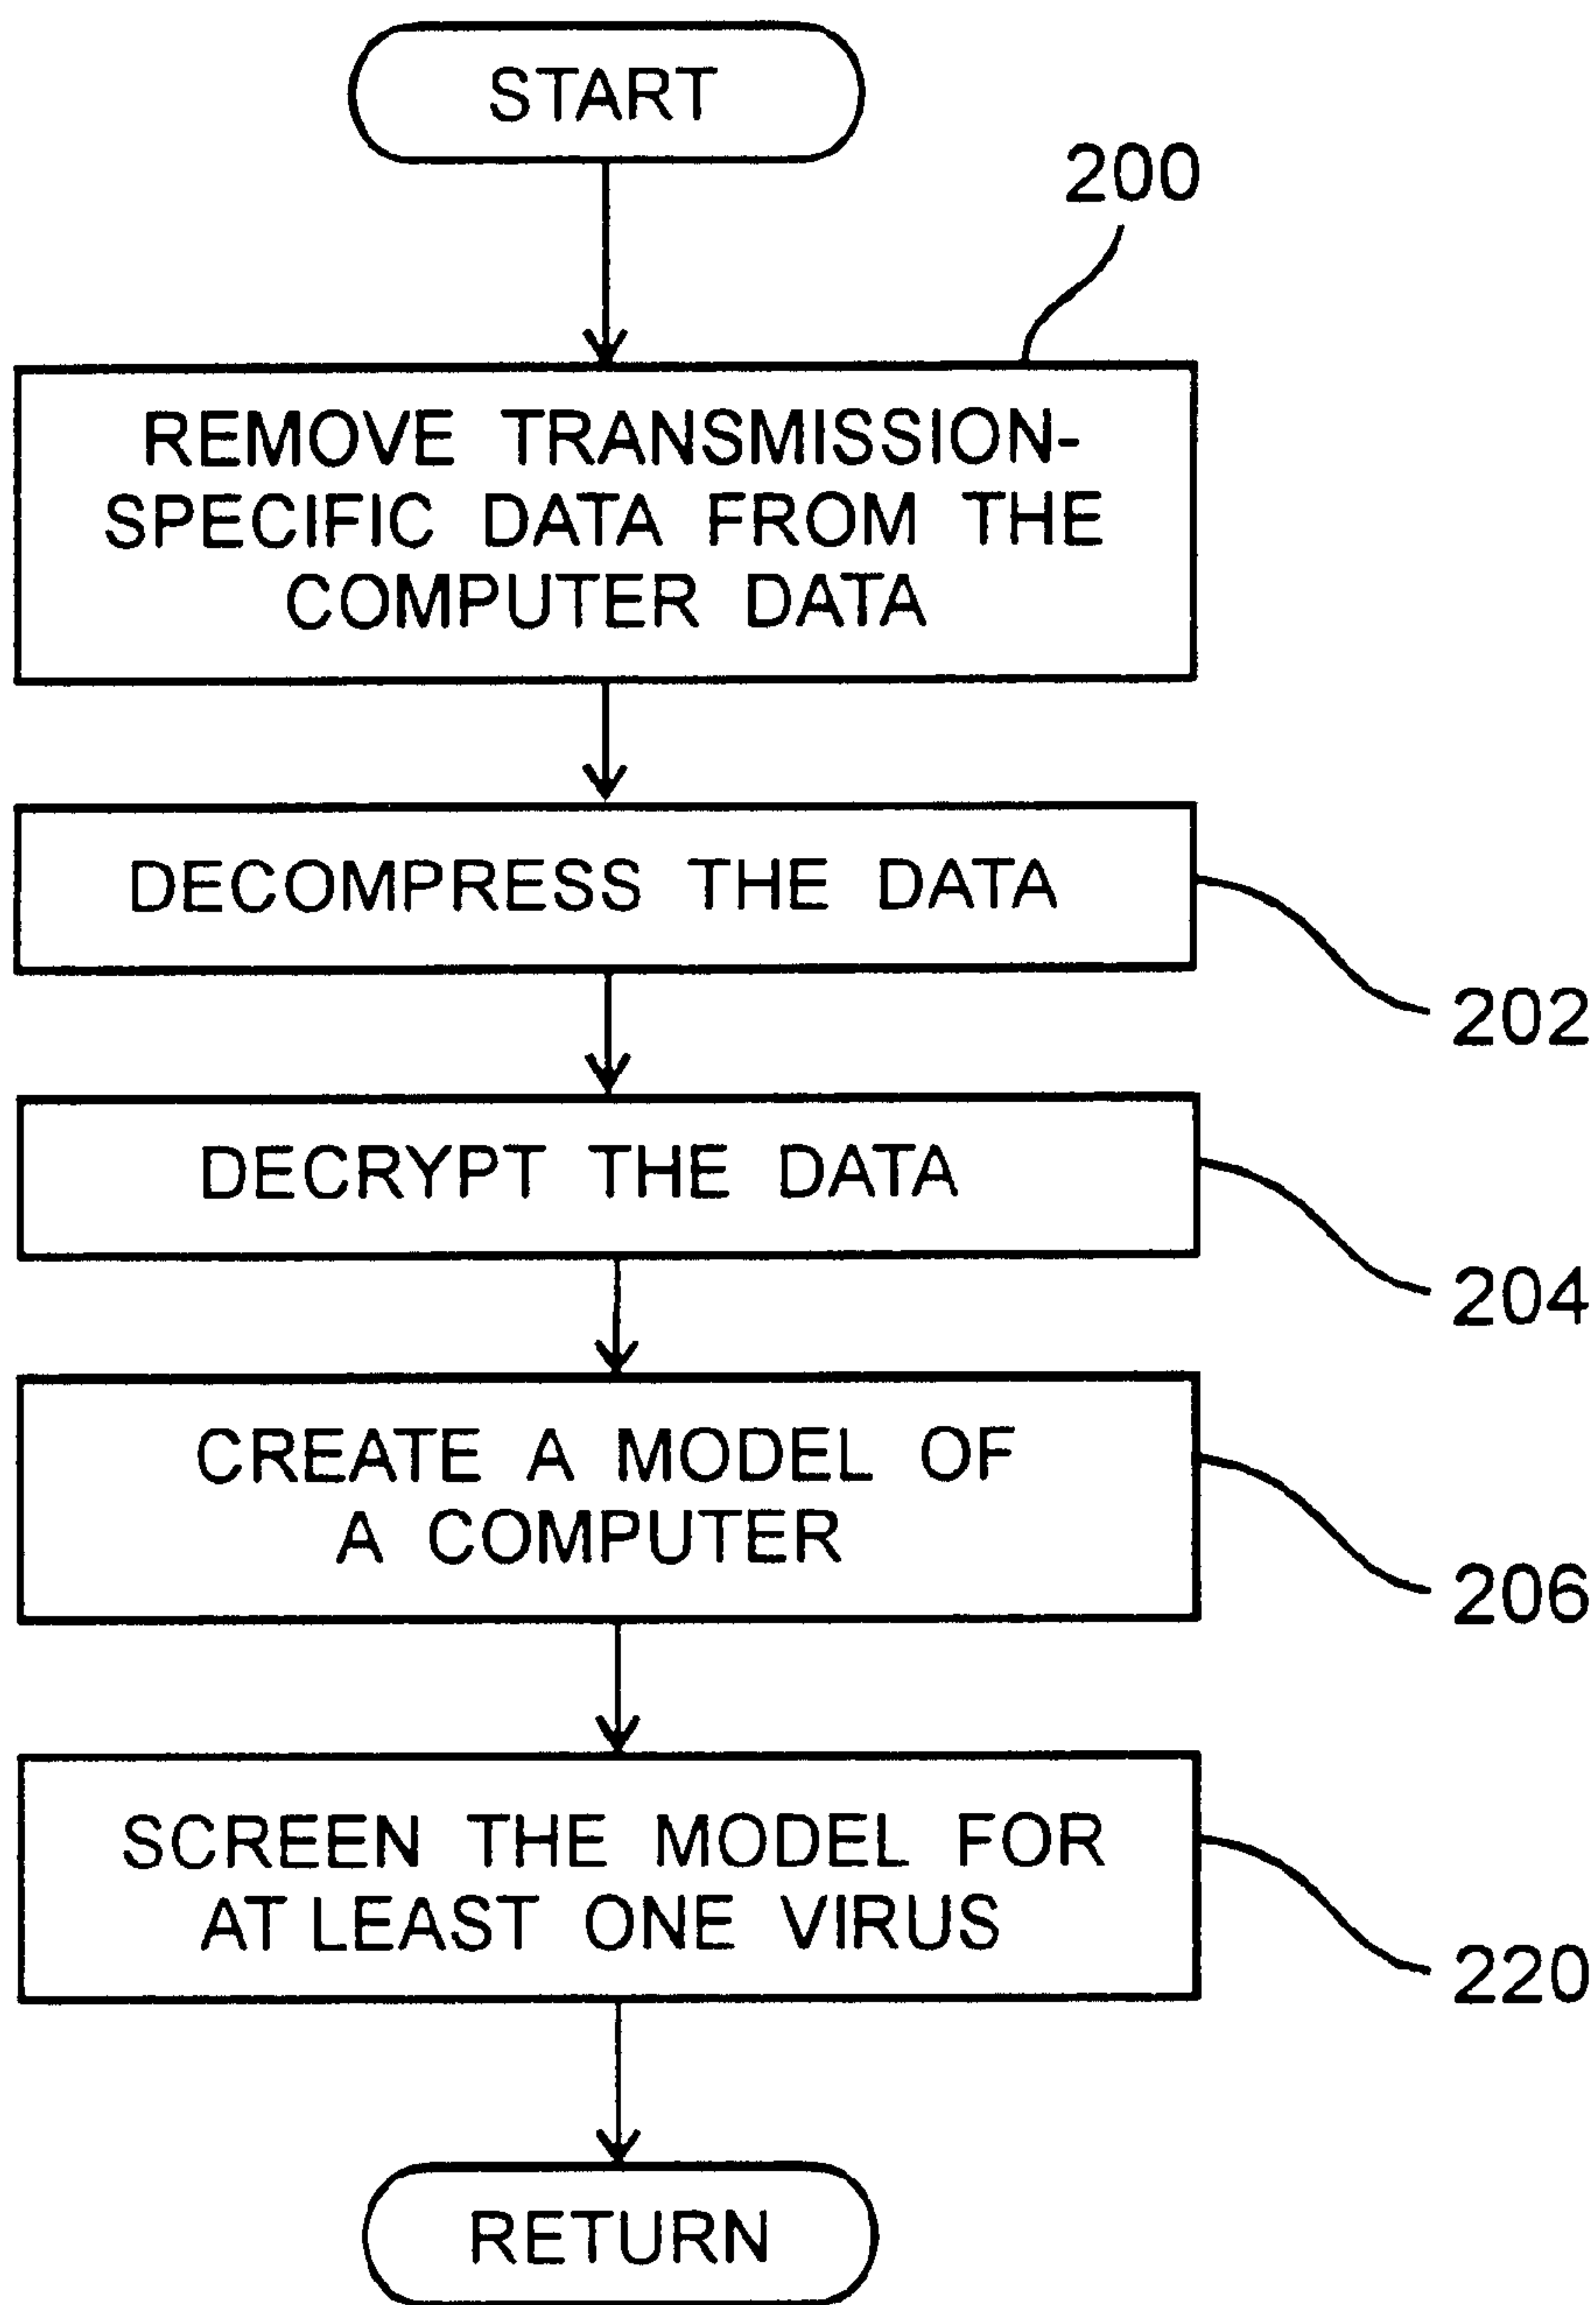 START
200
REMOVE TRANSMISSION-
SPECIFIC DATA FROM THE
COMPUTER DATA
DECOMPRESS THE DATA
202
DECRYPT THE DATA
204
CREATE A MODEL OF
A COMPUTER
206
SCREEN THE MODEL FOR
AT LEAST ONE VIRUS
220
RETURN